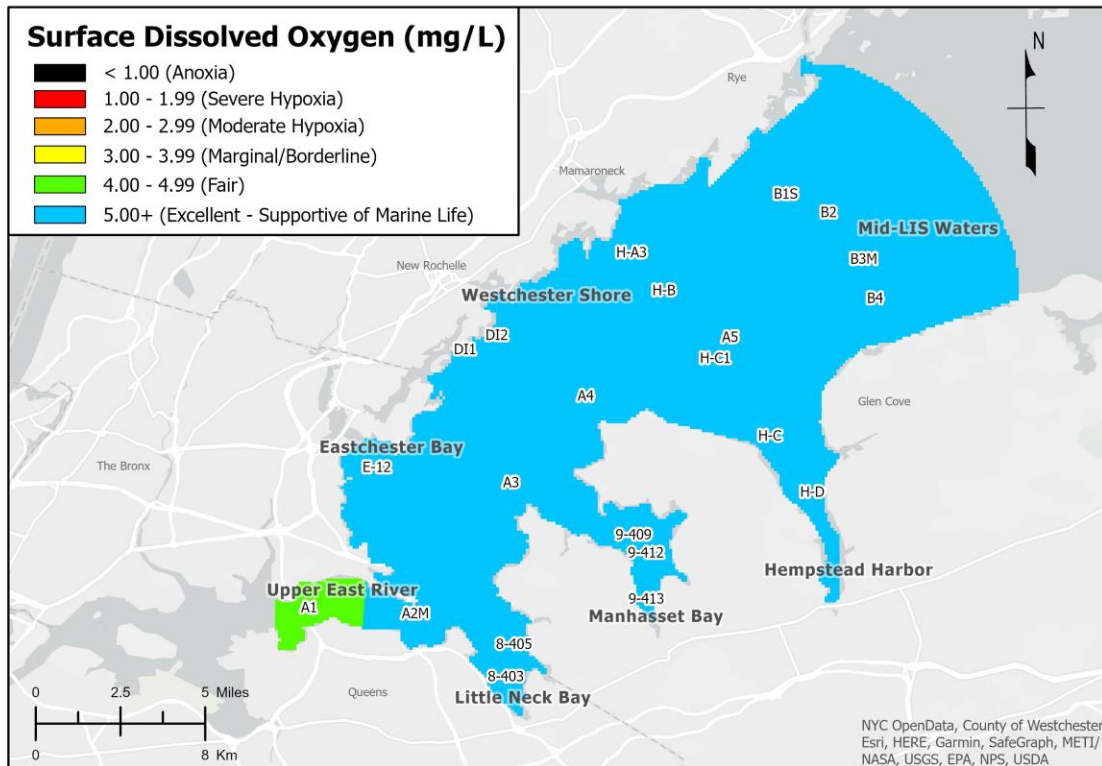 Surface Dissolved Oxygen (mg/L)
< 1.00 (Anoxia)
1.00 - 1.99 (Severe Hypoxia)
2.00 - 2.99 (Moderate Hypoxia)
3.00 - 3.99 (Marginal/Borderline)
4.00 - 4.99 (Fair)
5.00+ (Excellent - Supportive of Marine Life)
N
Rye
Mamaroneck
B1S
B2
Mid-LIS Waters
H-A3
B3M
New Rochelle
Westchester Shore
H-B
B4
DI2
DI1
A5
H-C1
A4
Glen Cove
H-C
Eastchester Bay
The Bronx
E-12
A3
H-D
9-409
9-412
Hempstead Harbor
Upper East River
A1
A2M
9-413
Manhasset Bay
8-405
8-403
Little Neck Bay
Queens
0 2.5 5 Miles
0 8 Km
NYC OpenData, County of Westchester,
Esri, HERE, Garmin, SafeGraph, METI/
NASA, USGS, EPA, NPS, USDA